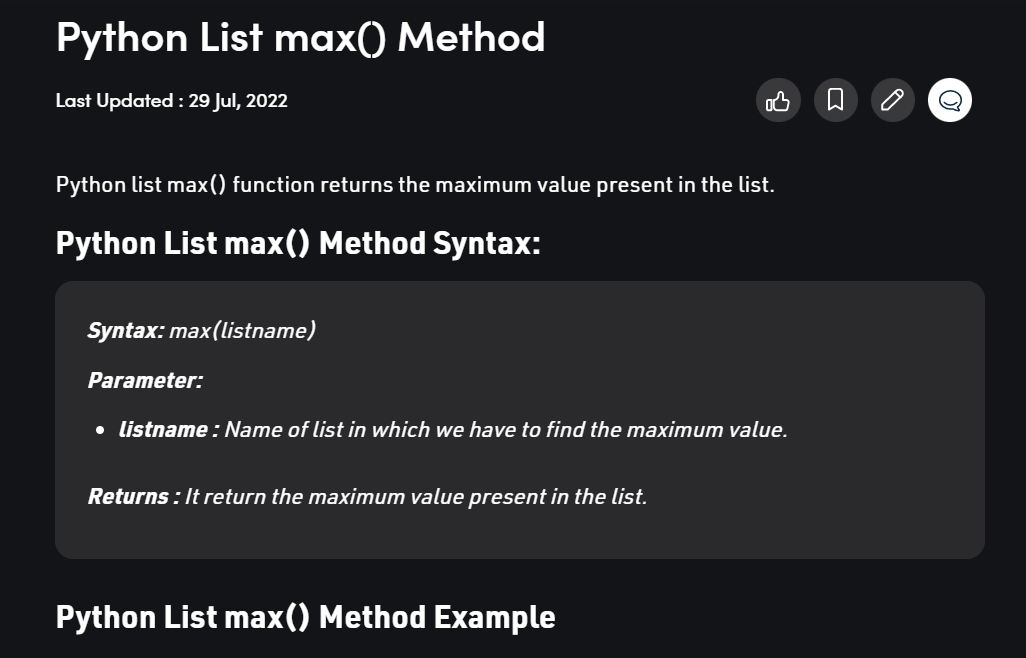 Python List max() Method
Last Updated : 29 Jul, 2022
Python list max() function returns the maximum value present in the list.
Python List max() Method Syntax:
Syntax: max(listname)
Parameter:
• listname : Name of list in which we have to find the maximum value.
Returns : It return the maximum value present in the list.
Python List max() Method Example